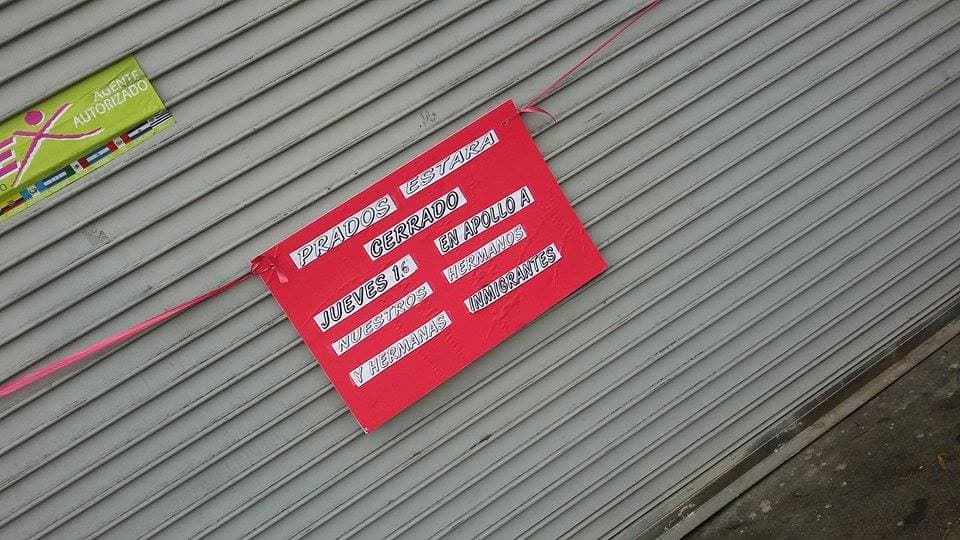 AGENTE
AUTORIZADO
PRADOS ESTARA
CERRADO
JUEVES 16 EN APOLLO A
NUESTROS HERMANOS
Y HERMANAS INMIGRANTES